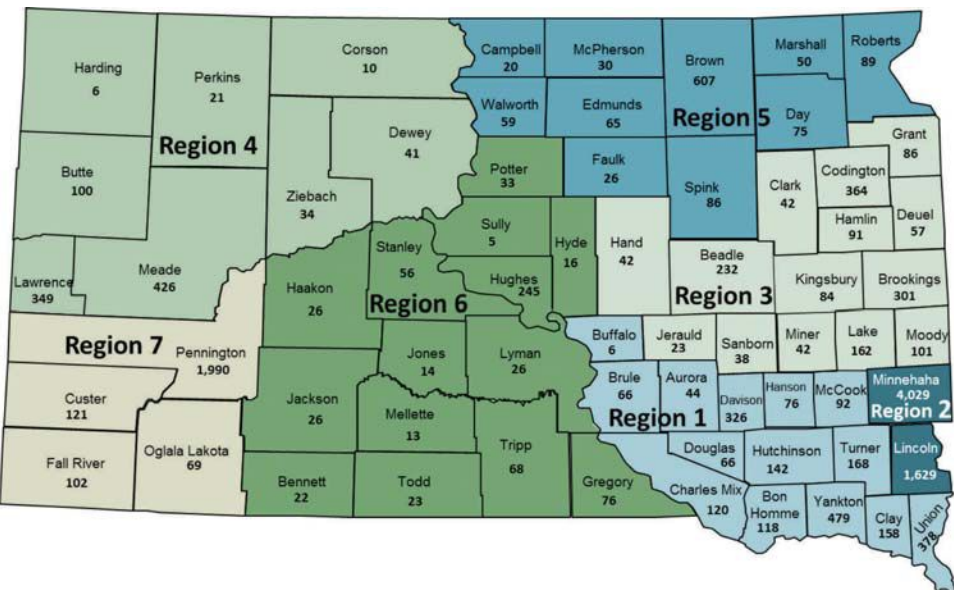 Harding
6
Perkins
21
Corson
10
Campbell
20
McPherson
30
Brown
607
Marshall
50
Roberts
89
Walworth
59
Edmunds
65
Region 5
Day
75
Grant
86
Region 4
Dewey
41
Butte
100
Ziebach
34
Potter
33
Faulk
26
Spink
86
Clark
42
Codington
364
Hamlin
91
Deuel
57
Lawrence
349
Meade
426
Stanley
56
Sully
5
Hyde
16
Hand
42
Beadle
232
Kingsbury
84
Brookings
301
Haakon
26
Region 6
Hughes
245
Region 3
Region 7
Pennington
1,990
Jones
14
Lyman
26
Buffalo
6
Jerauld
23
Sanborn
38
Miner
42
Lake
162
Moody
101
Custer
121
Jackson
26
Mellette
13
Brule
66
Aurora
44
Region 1
Davison
326
Hanson
76
McCook
92
Minnehaha
4,029
Region 2
Fall River
102
Oglala Lakota
69
Bennett
22
Todd
23
Tripp
68
Gregory
76
Douglas
66
Charles Mix
120
Hutchinson
142
Turner
168
Lincoln
1,629
Bon
Homme
118
Yankton
479
Clay
158
Union
378